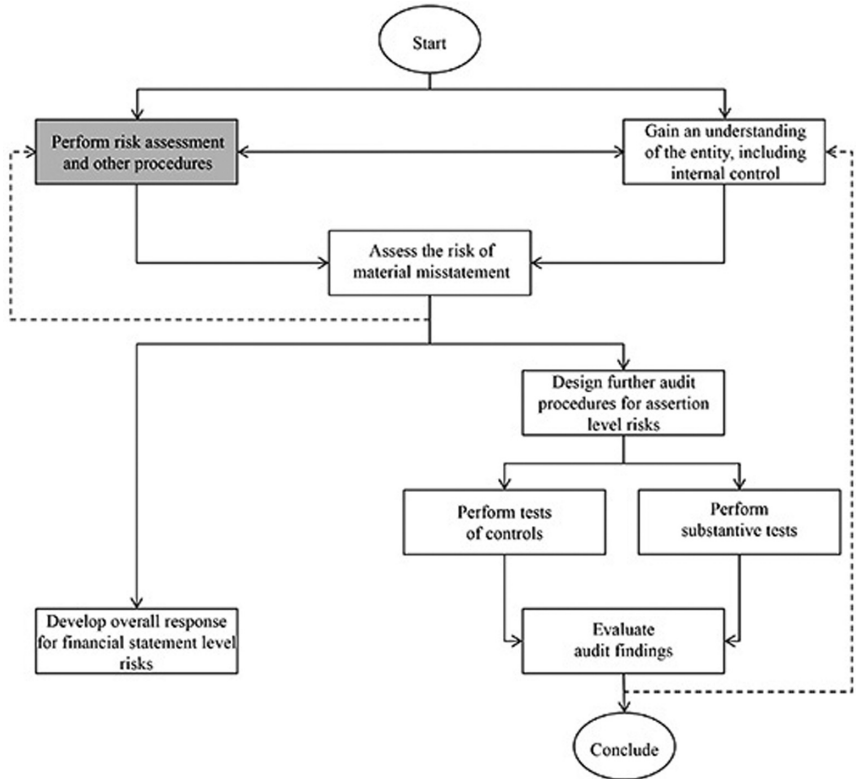 Start
Perform risk assessment
and other procedures
Gain an understanding
of the entity, including
internal control
Assess the risk of
material misstatement
Design further audit
procedures for assertion
level risks
Perform tests
of controls
Perform
substantive tests
Develop overall response
for financial statement level
risks
Evaluate
audit findings
Conclude